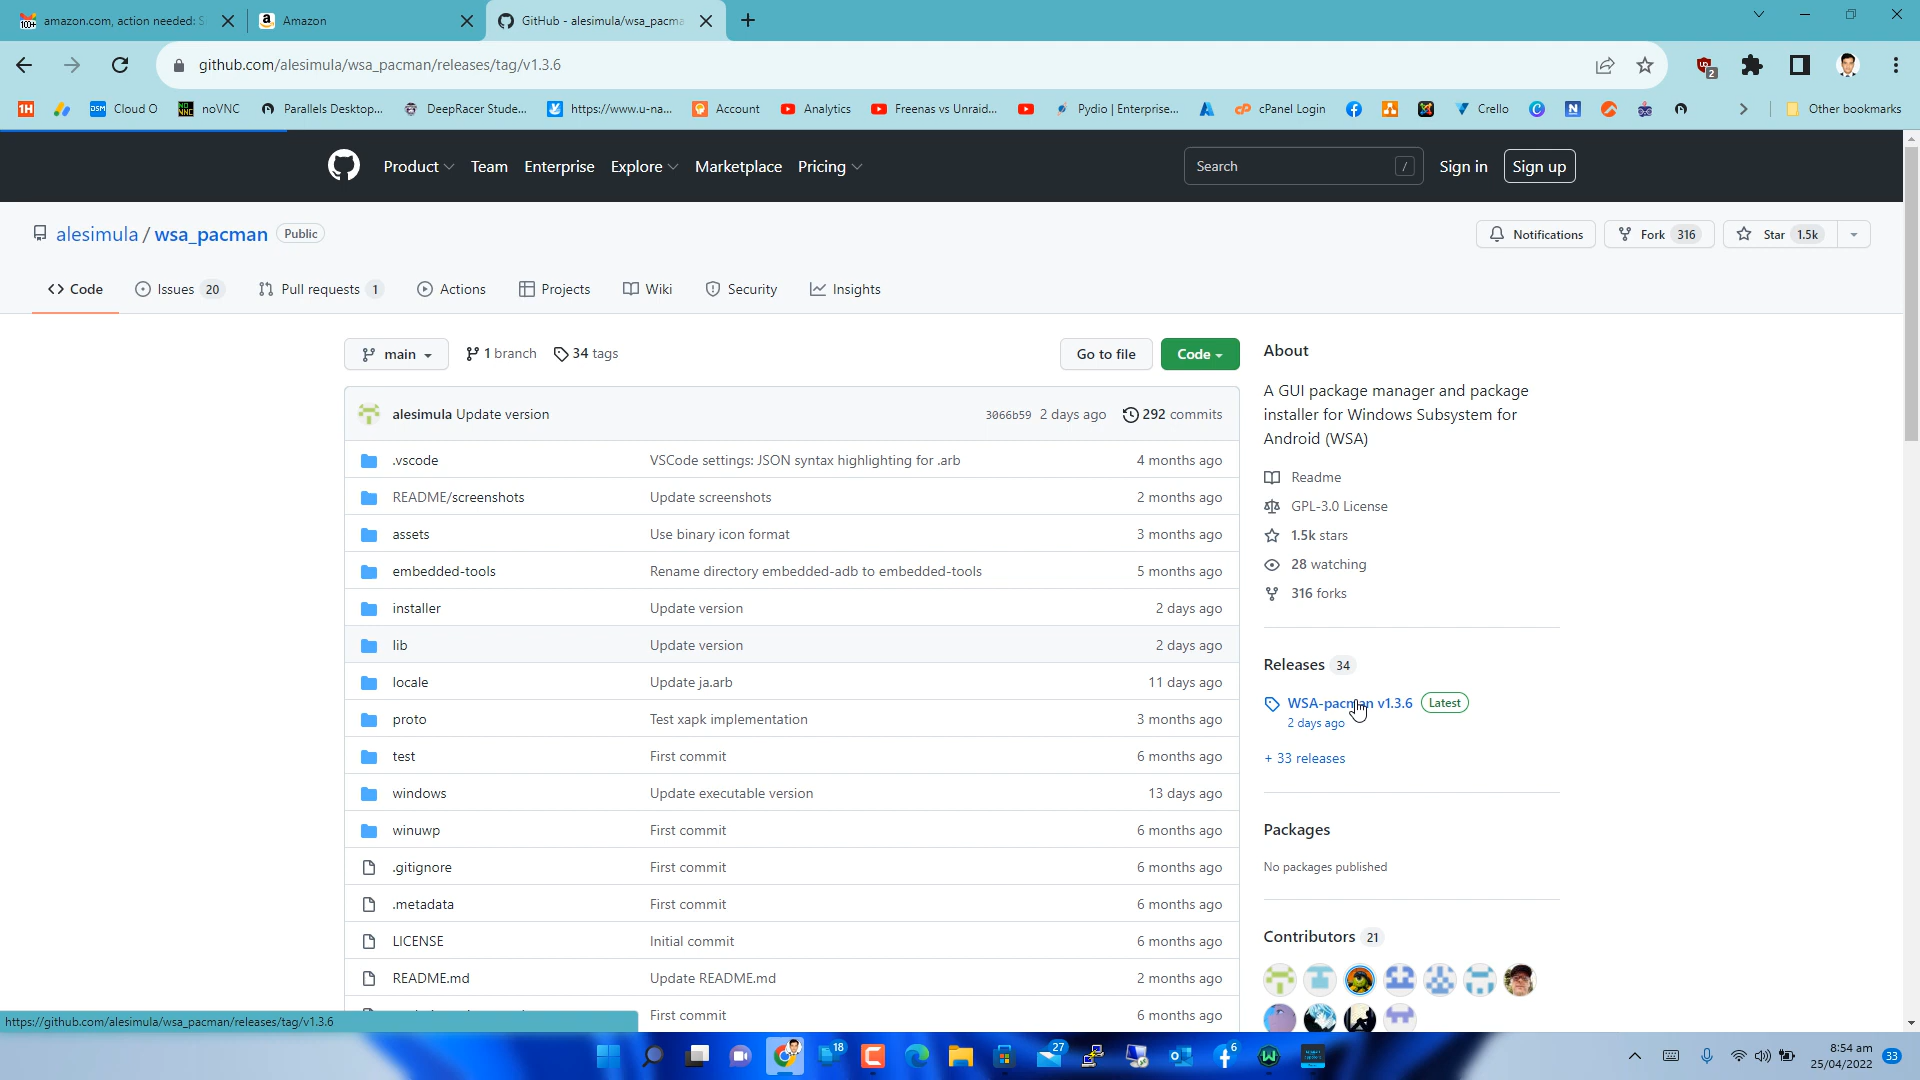 amazon.com, action needed: S
Amazon
GitHub - alesimula/wsa_pacma
github.com/alesimula/wsa_pacman/releases/tag/v1.3.6
Cloud O
noVNC
Parallels Desktop...
DeepRacer Stude...
https://www.u-na...
Account
Analytics
Freenas vs Unraid...
Pydio | Enterprise...
cPanel Login
Crello
Other bookmarks
Product
Team
Enterprise
Explore
Marketplace
Pricing
Search
/
Sign in
Sign up
alesimula / wsa_pacman Public
Notifications
Fork 316
Star 1.5k
Code
Issues 20
Pull requests 1
Actions
Projects
Wiki
Security
Insights
main
1 branch
34 tags
Go to file
Code
alesimula Update version 3066b59 2 days ago 292 commits
.vscode VSCode settings: JSON syntax highlighting for .arb 4 months ago
README/screenshots Update screenshots 2 months ago
assets Use binary icon format 3 months ago
embedded-tools Rename directory embedded-adb to embedded-tools 5 months ago
installer Update version 2 days ago
lib Update version 2 days ago
locale Update ja.arb 11 days ago
proto Test xapk implementation 3 months ago
test First commit 6 months ago
windows Update executable version 13 days ago
winuwp First commit 6 months ago
.gitignore First commit 6 months ago
.metadata First commit 6 months ago
LICENSE Initial commit 6 months ago
README.md Update README.md 2 months ago
First commit 6 months ago
About
A GUI package manager and package
installer for Windows Subsystem for
Android (WSA)
Readme
GPL-3.0 License
1.5k stars
28 watching
316 forks
Releases 34
WSA-pacman v1.3.6 Latest
2 days ago
+ 33 releases
Packages
No packages published
Contributors 21
https://github.com/alesimula/wsa_pacman/releases/tag/v1.3.6
18
27
6
8:54 am
25/04/2022
33